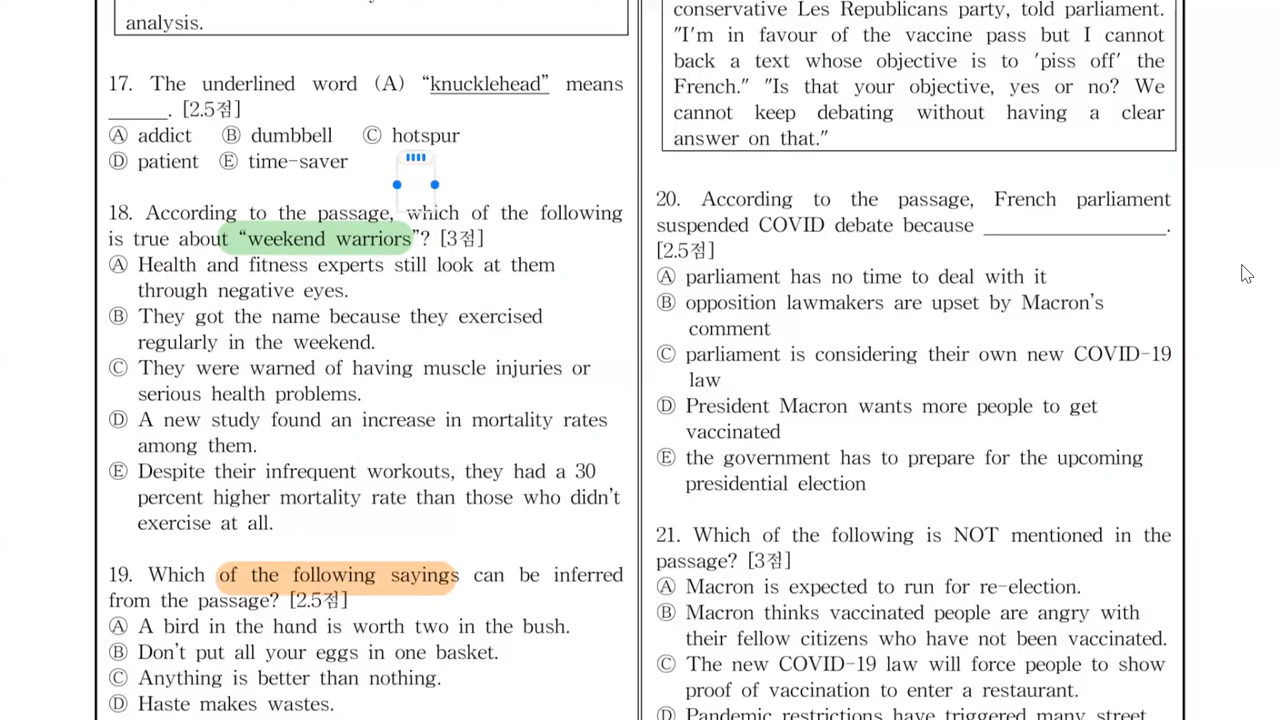 analysis.
17. The underlined word (A) “knucklehead” means
______. [2.5점]
Ⓐ addict Ⓑ dumbbell Ⓒ hotspur
Ⓓ patient Ⓔ time-saver
18. According to the passage, which of the following
is true about “weekend warriors”? [3점]
Ⓐ Health and fitness experts still look at them
through negative eyes.
Ⓑ They got the name because they exercised
regularly in the weekend.
Ⓒ They were warned of having muscle injuries or
serious health problems.
Ⓓ A new study found an increase in mortality rates
among them.
Ⓔ Despite their infrequent workouts, they had a 30
percent higher mortality rate than those who didn’t
exercise at all.
19. Which of the following sayings can be inferred
from the passage? [2.5점]
Ⓐ A bird in the hand is worth two in the bush.
Ⓑ Don’t put all your eggs in one basket.
Ⓒ Anything is better than nothing.
Ⓓ Haste makes wastes.
conservative Les Republicans party, told parliament.
"I'm in favour of the vaccine pass but I cannot
back a text whose objective is to 'piss off' the
French." "Is that your objective, yes or no? We
cannot keep debating without having a clear
answer on that."
20. According to the passage, French parliament
suspended COVID debate because ________________.
[2.5점]
Ⓐ parliament has no time to deal with it
Ⓑ opposition lawmakers are upset by Macron’s
comment
Ⓒ parliament is considering their own new COVID-19
law
Ⓓ President Macron wants more people to get
vaccinated
Ⓔ the government has to prepare for the upcoming
presidential election
21. Which of the following is NOT mentioned in the
passage? [3점]
Ⓐ Macron is expected to run for re-election.
Ⓑ Macron thinks vaccinated people are angry with
their fellow citizens who have not been vaccinated.
Ⓒ The new COVID-19 law will force people to show
proof of vaccination to enter a restaurant.
Ⓓ Pandemic restrictions have triggered many street